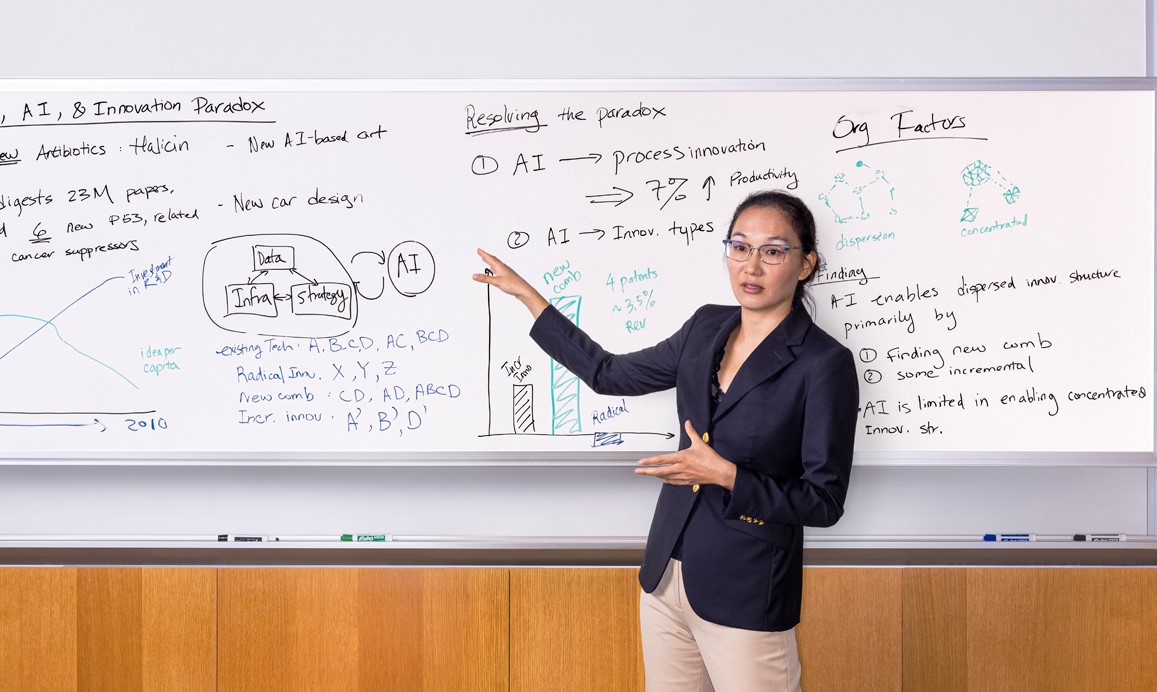 , AI, & Innovation Paradox
ew Antibiotics : Halicin - New AI-based art
digests 23M papers,
d 6 new P53, related - New car design
cancer suppressors
Data
Infra
Strategy
AI
Investment
in R&D
ideas per
capita
2010
existing Tech: A, B, C, D, AC, BCD
Radical Inn. X, Y, Z
New comb : CD, AD, ABCD
Incr. innov : A', B', D'
Resolving the paradox
① AI → process innovation
⇒ 7% ↑ Productivity
② AI → Innov. types
new
comb
4 patents
~ 3.5%
Rev
Incr
Inno
Radical
Org Factors
dispersion
concentrated
Finding
AI enables dispersed innov. structure
primarily by
① finding new comb
② some incremental
• AI is limited in enabling concentrated
Innov. str.